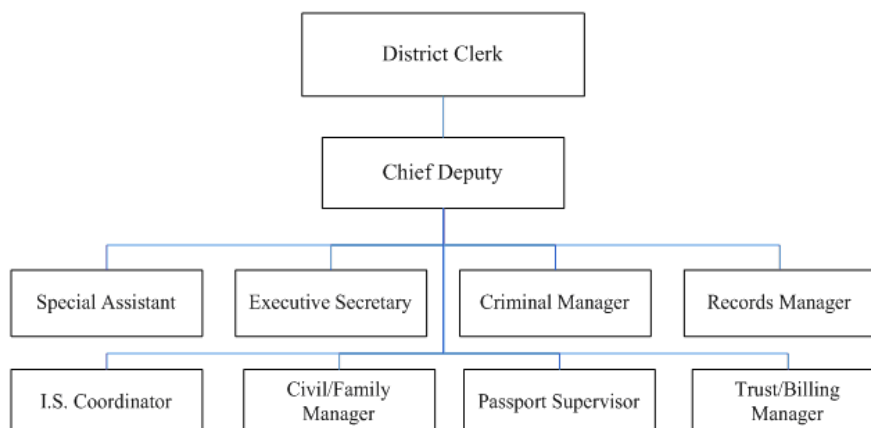 District Clerk
Chief Deputy
Special Assistant
Executive Secretary
Criminal Manager
Records Manager
I.S. Coordinator
Civil/Family
Manager
Passport Supervisor
Trust/Billing
Manager